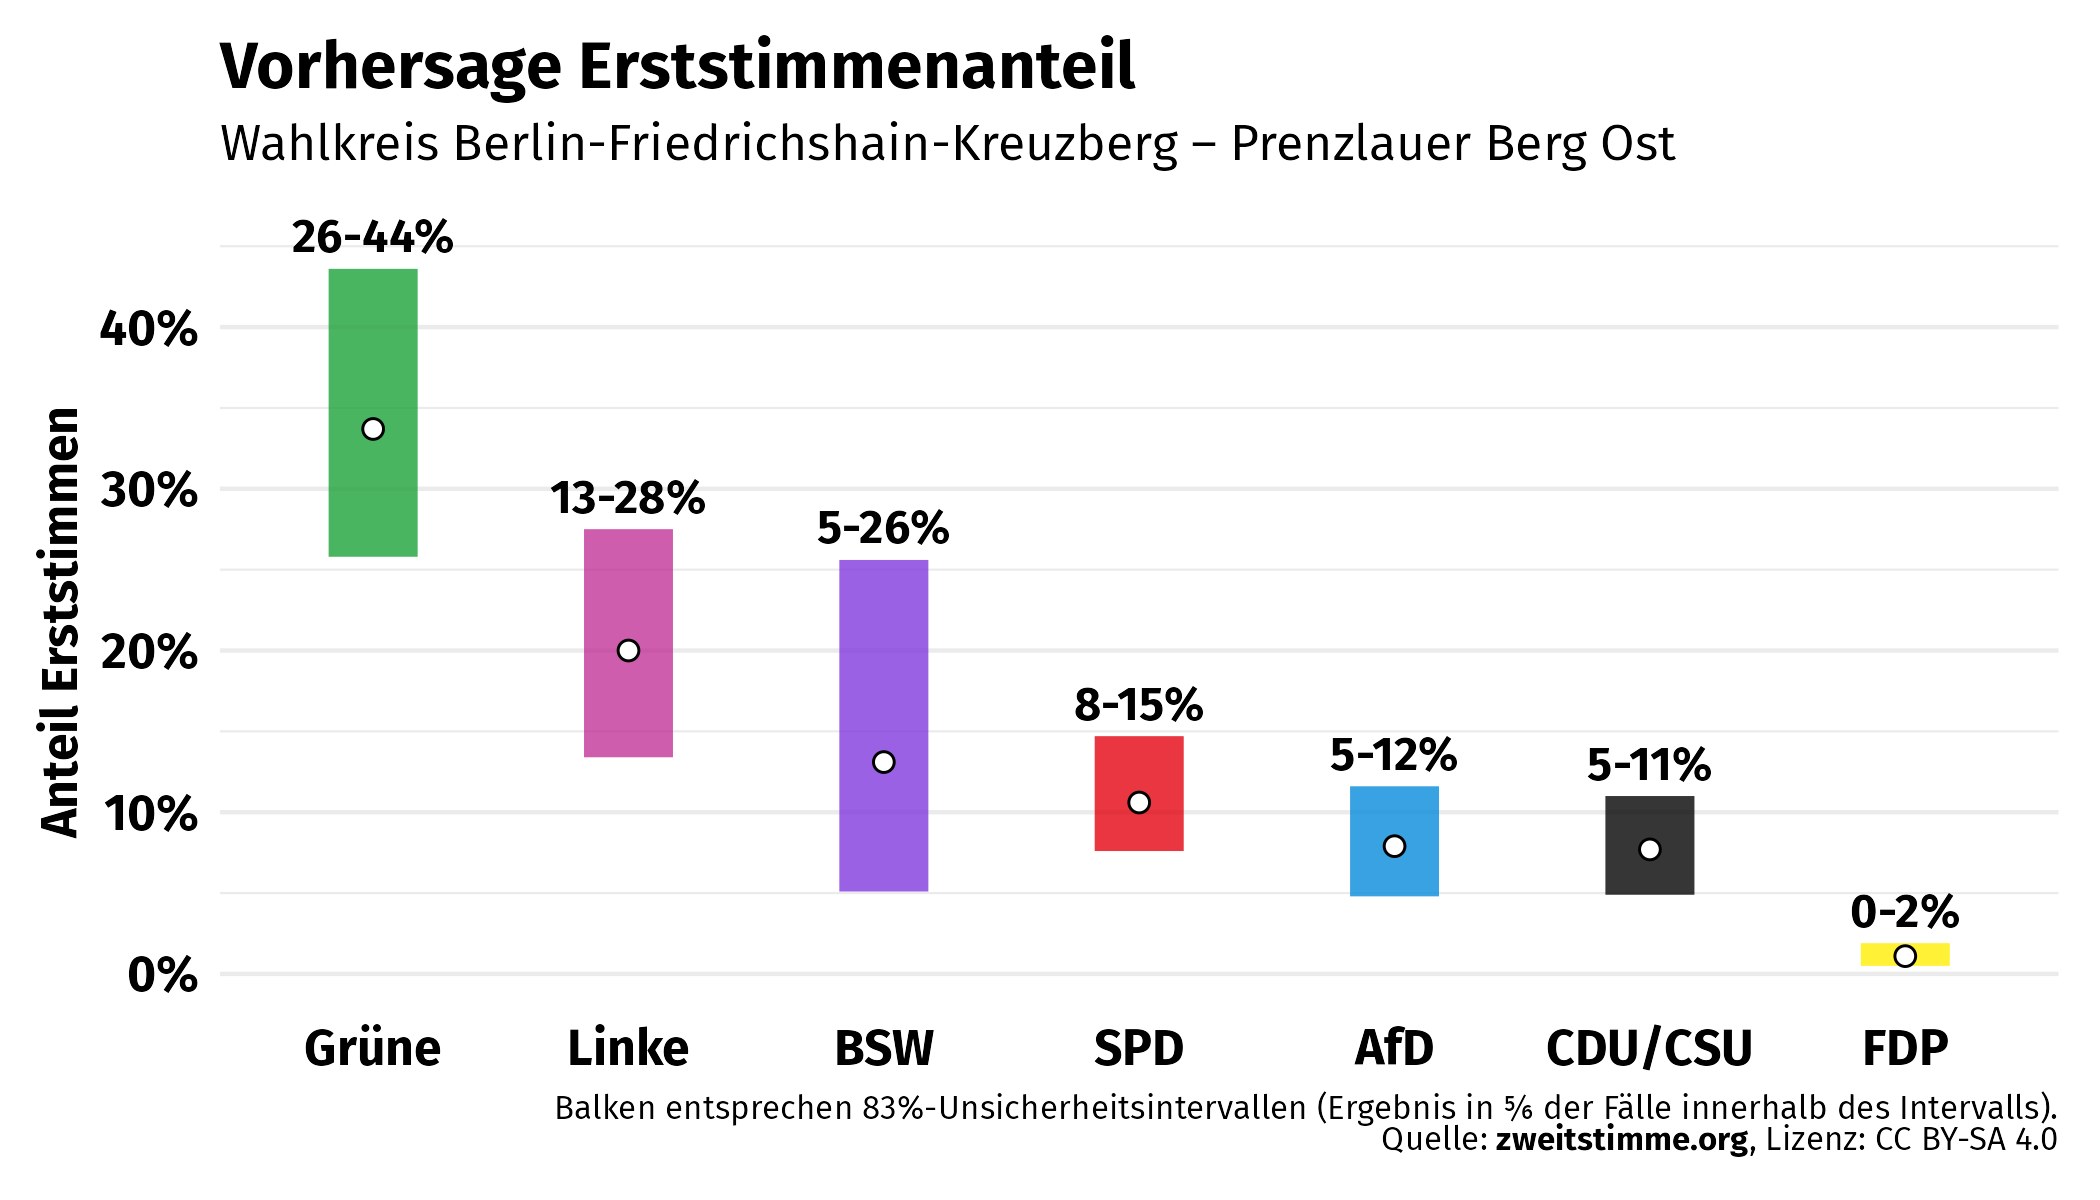 Vorhersage Erststimmenanteil
Wahlkreis Berlin-Friedrichshain-Kreuzberg – Prenzlauer Berg Ost
Anteil Erststimmen
40%
30%
20%
10%
0%
26-44%
13-28%
5-26%
8-15%
5-12%
5-11%
0-2%
Grüne Linke BSW SPD AfD CDU/CSU FDP
Balken entsprechen 83%-Unsicherheitsintervallen (Ergebnis in ⅚ der Fälle innerhalb des Intervalls).
Quelle: zweitstimme.org, Lizenz: CC BY-SA 4.0